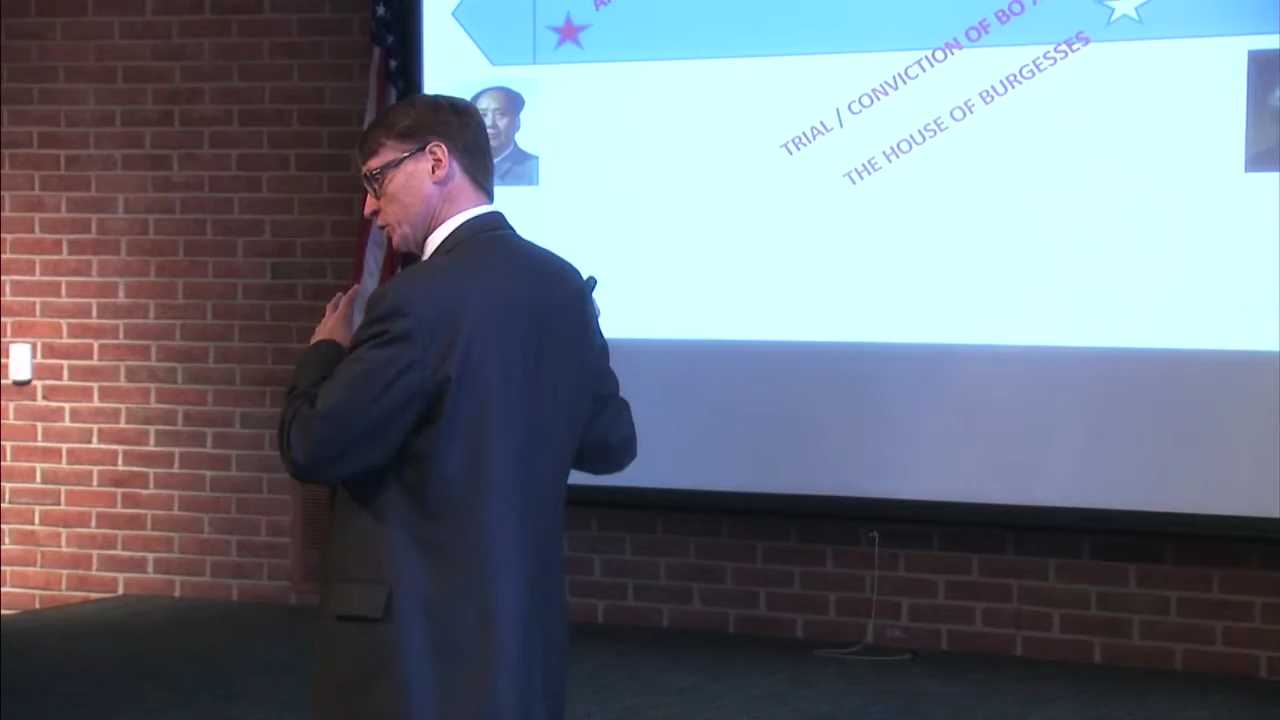 TRIAL / CONVICTION OF BO
THE HOUSE OF BURGESSES